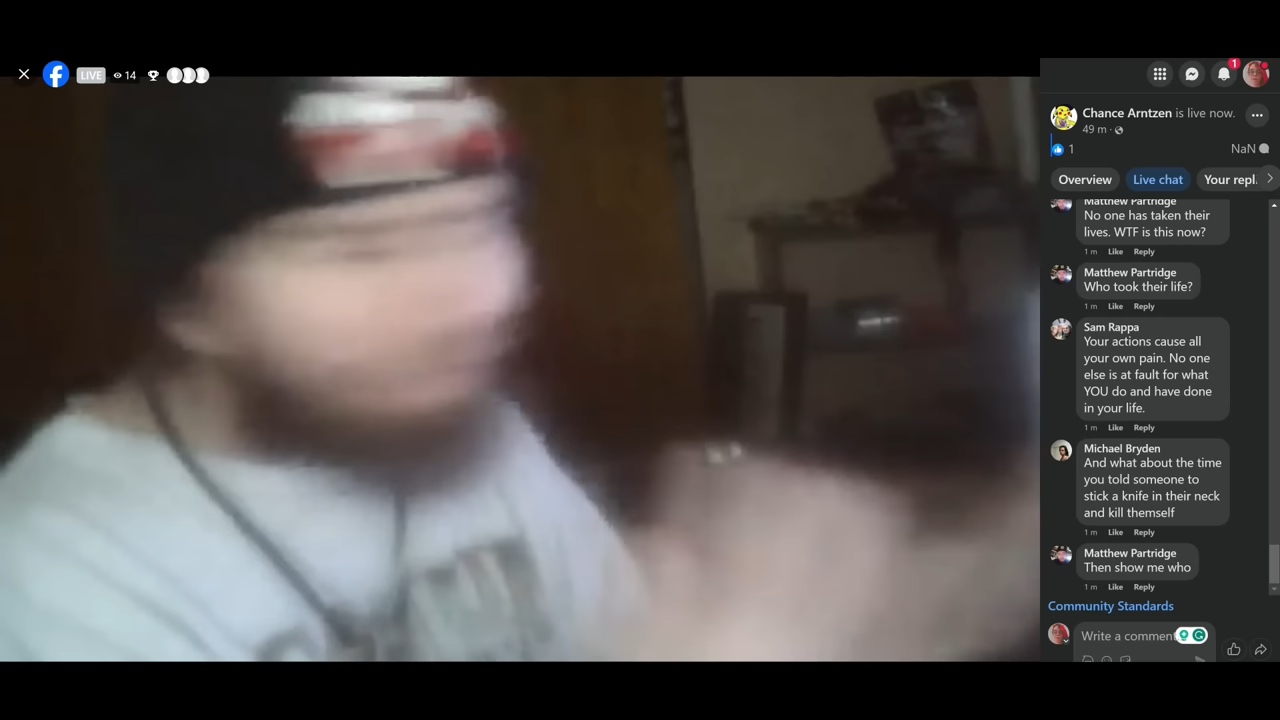 LIVE
14
1
Chance Arntzen is live now.
49 m
1
NaN
Overview
Live chat
Your repl.
Matthew Partridge
No one has taken their
lives. WTF is this now?
1 m Like Reply
Matthew Partridge
Who took their life?
1 m Like Reply
Sam Rappa
Your actions cause all
your own pain. No one
else is at fault for what
YOU do and have done
in your life.
1 m Like Reply
Michael Bryden
And what about the time
you told someone to
stick a knife in their neck
and kill themself
1 m Like Reply
Matthew Partridge
Then show me who
1 m Like Reply
Community Standards
Write a comment